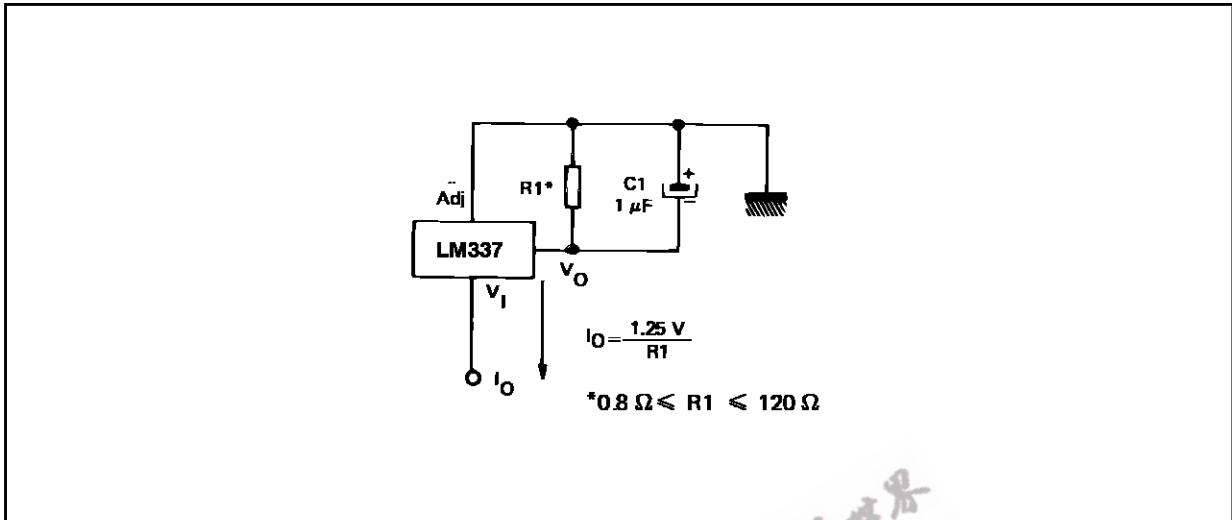 Adj
R1*
C1
1 µF
+
−
LM337
V_O
V_I
I_O = 1.25 V / R1
I_O
*0.8 Ω ⩽ R1 ⩽ 120 Ω